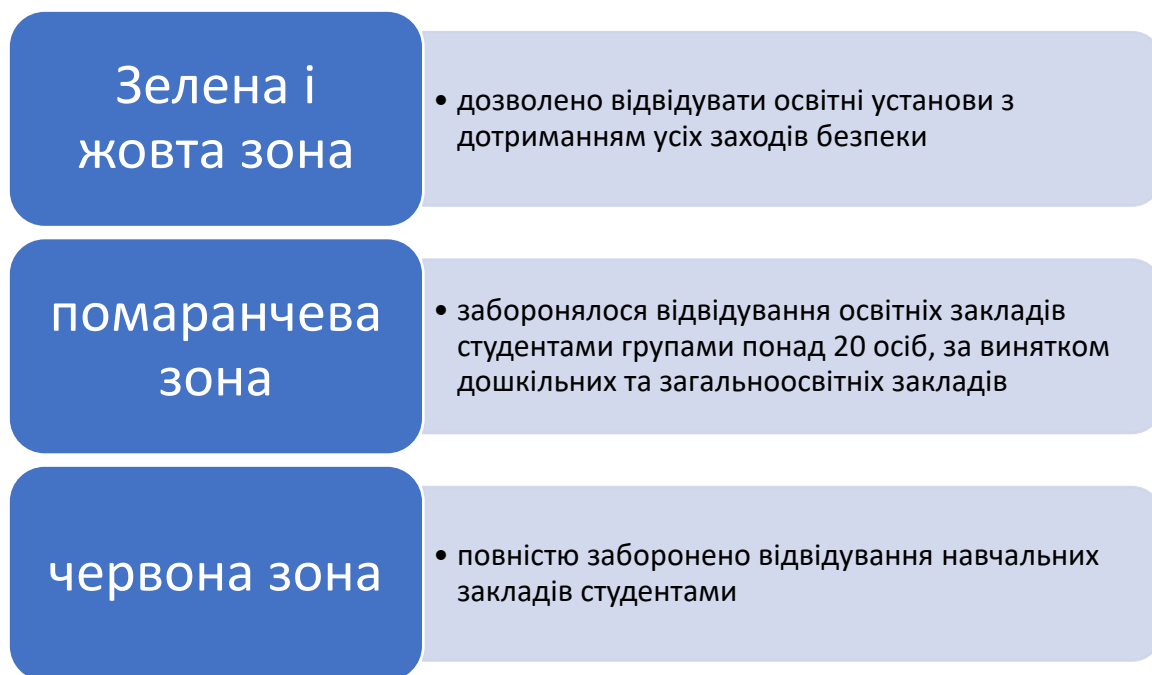 Зелена і
жовта зона
• дозволено відвідувати освітні установи з
дотриманням усіх заходів безпеки
помаранчева
зона
• заборонялося відвідування освітніх закладів
студентами групами понад 20 осіб, за винятком
дошкільних та загальноосвітніх закладів
червона зона
• повністю заборонено відвідування навчальних
закладів студентами